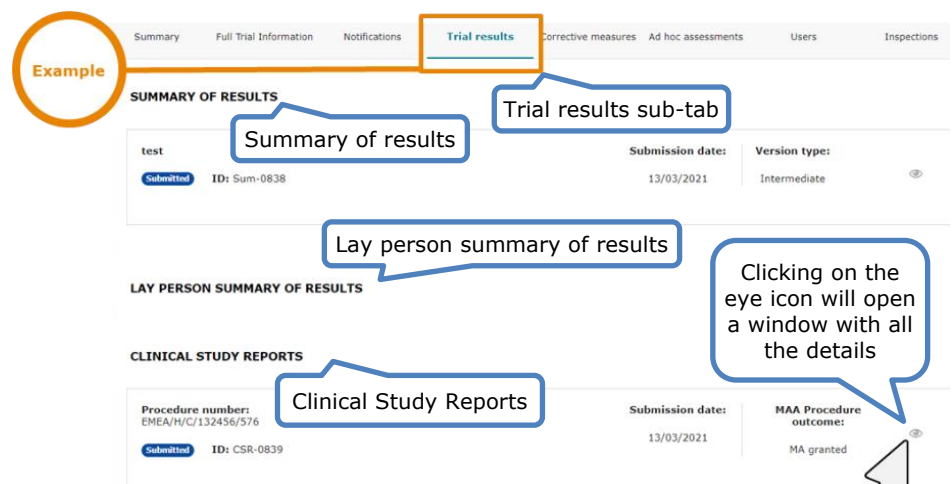 Summary Full Trial Information Notifications Trial results Corrective measures Ad hoc assessments Users Inspections
Example
SUMMARY OF RESULTS
Trial results sub-tab
Summary of results
test Submission date: Version type:
Submitted ID: Sum-0838 13/03/2021 Intermediate
Lay person summary of results
LAY PERSON SUMMARY OF RESULTS
Clicking on the
eye icon will open
a window with all
the details
CLINICAL STUDY REPORTS
Clinical Study Reports
Procedure number: Submission date: MAA Procedure
EMEA/H/C/132456/576 outcome:
Submitted ID: CSR-0839 13/03/2021 MA granted